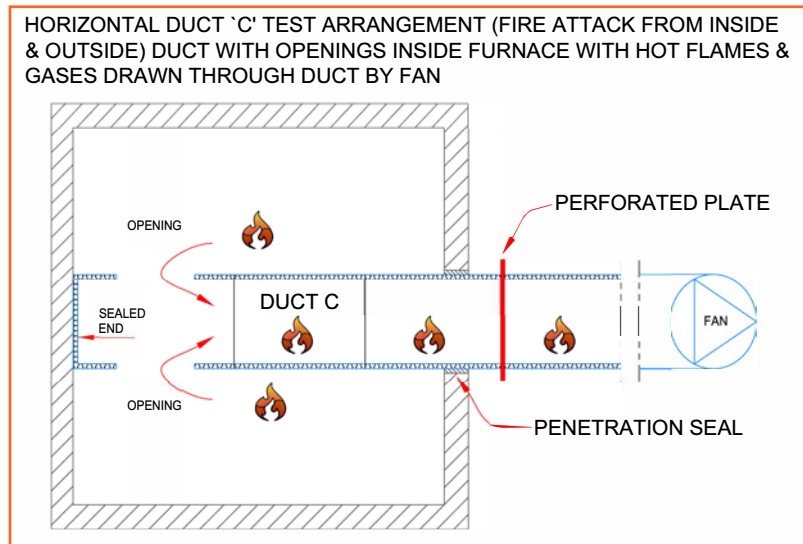 HORIZONTAL DUCT `C' TEST ARRANGEMENT (FIRE ATTACK FROM INSIDE
& OUTSIDE) DUCT WITH OPENINGS INSIDE FURNACE WITH HOT FLAMES &
GASES DRAWN THROUGH DUCT BY FAN
PERFORATED PLATE
OPENING
DUCT C
SEALED
END
FAN
OPENING
PENETRATION SEAL